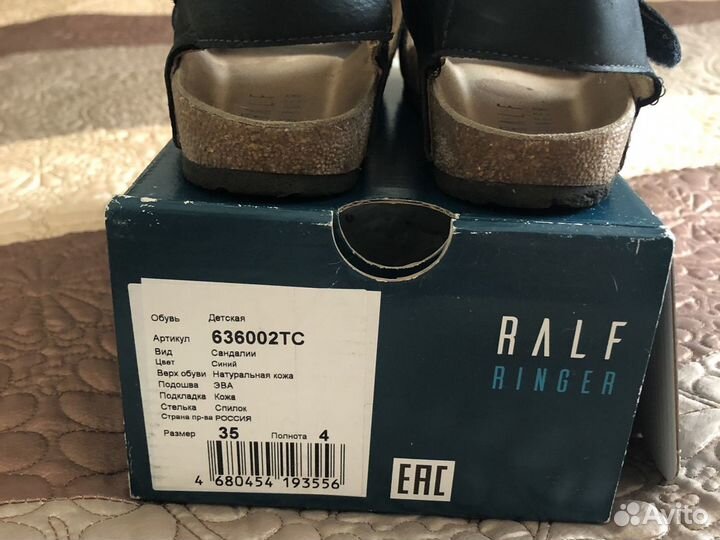 Обувь Детская
Артикул 636002TC
Вид Сандалии
Цвет Синий
Верх обуви Натуральная кожа
Подошва ЭВА
Подкладка Кожа
Стелька Спилок
Страна пр-ва РОССИЯ
Размер 35 Полнота 4
4 680454 193556
RALF
RINGER
EAC
Avito